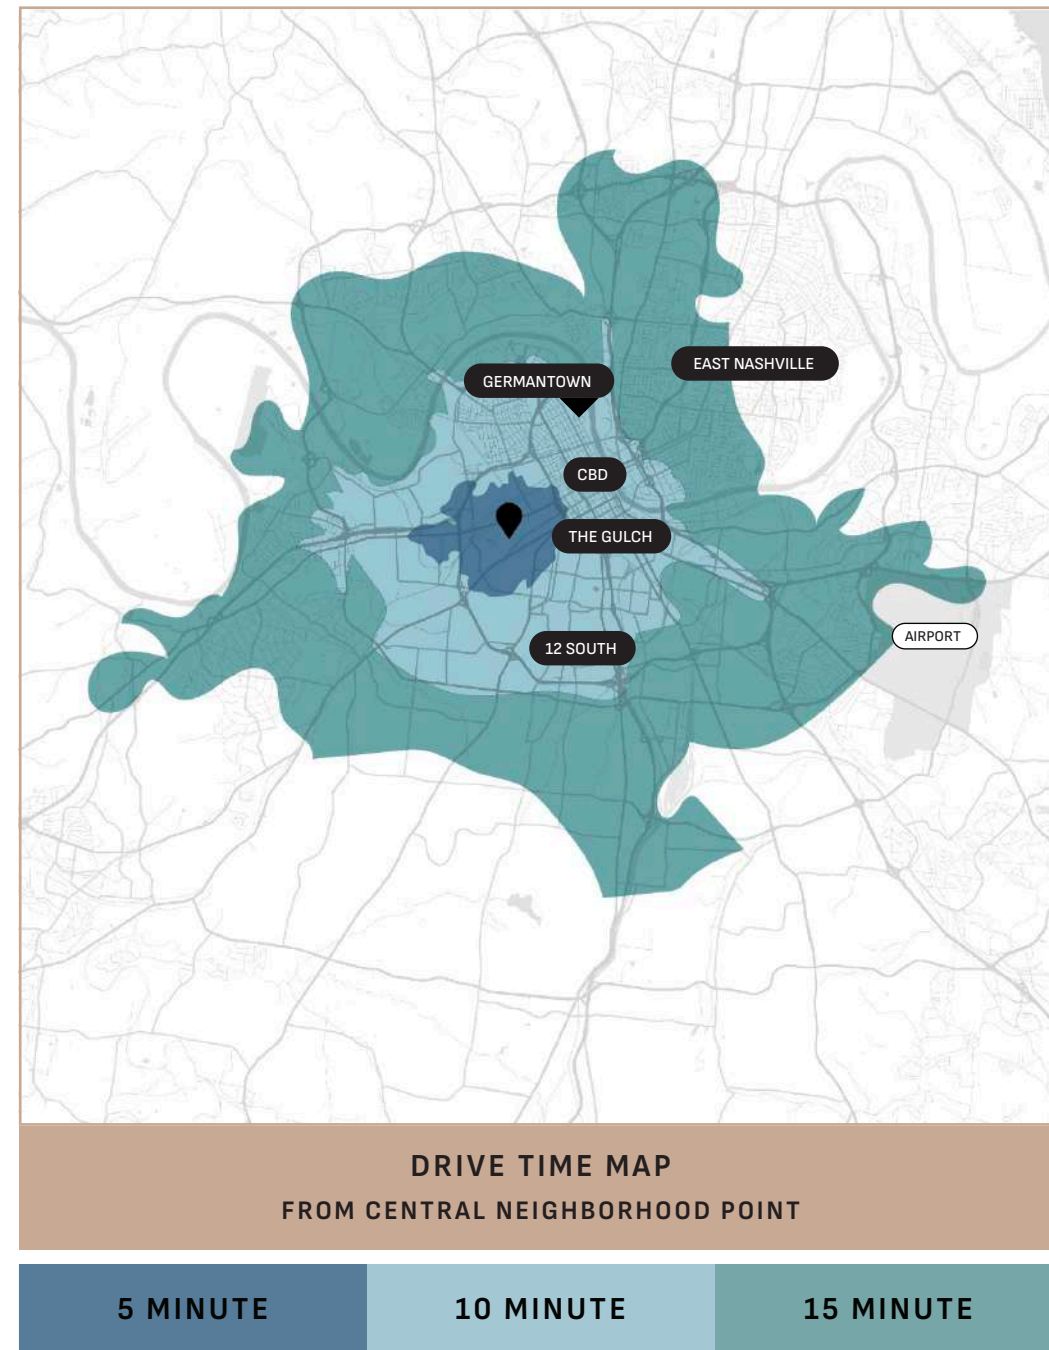 EAST NASHVILLE
GERMANTOWN
CBD
THE GULCH
AIRPORT
12 SOUTH
DRIVE TIME MAP
FROM CENTRAL NEIGHBORHOOD POINT
5 MINUTE
10 MINUTE
15 MINUTE